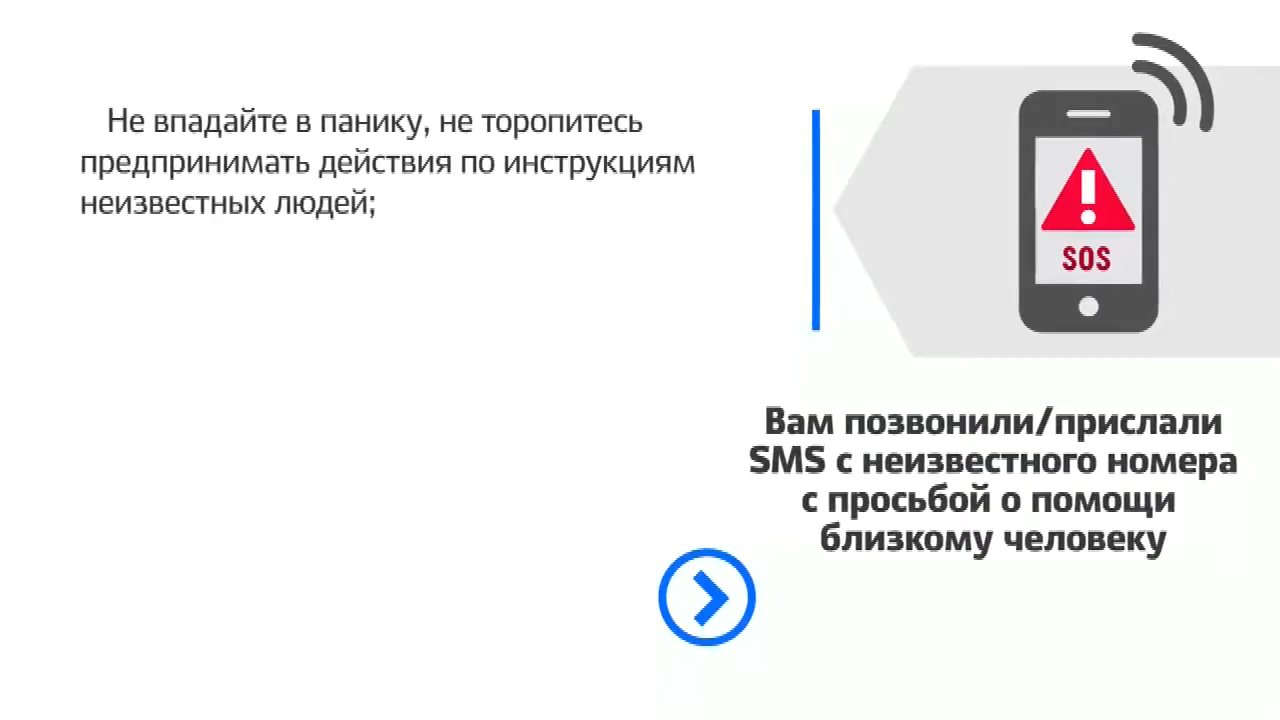 Не впадайте в панику, не торопитесь
предпринимать действия по инструкциям
неизвестных людей;
SOS
Вам позвонили/прислали
SMS с неизвестного номера
с просьбой о помощи
близкому человеку